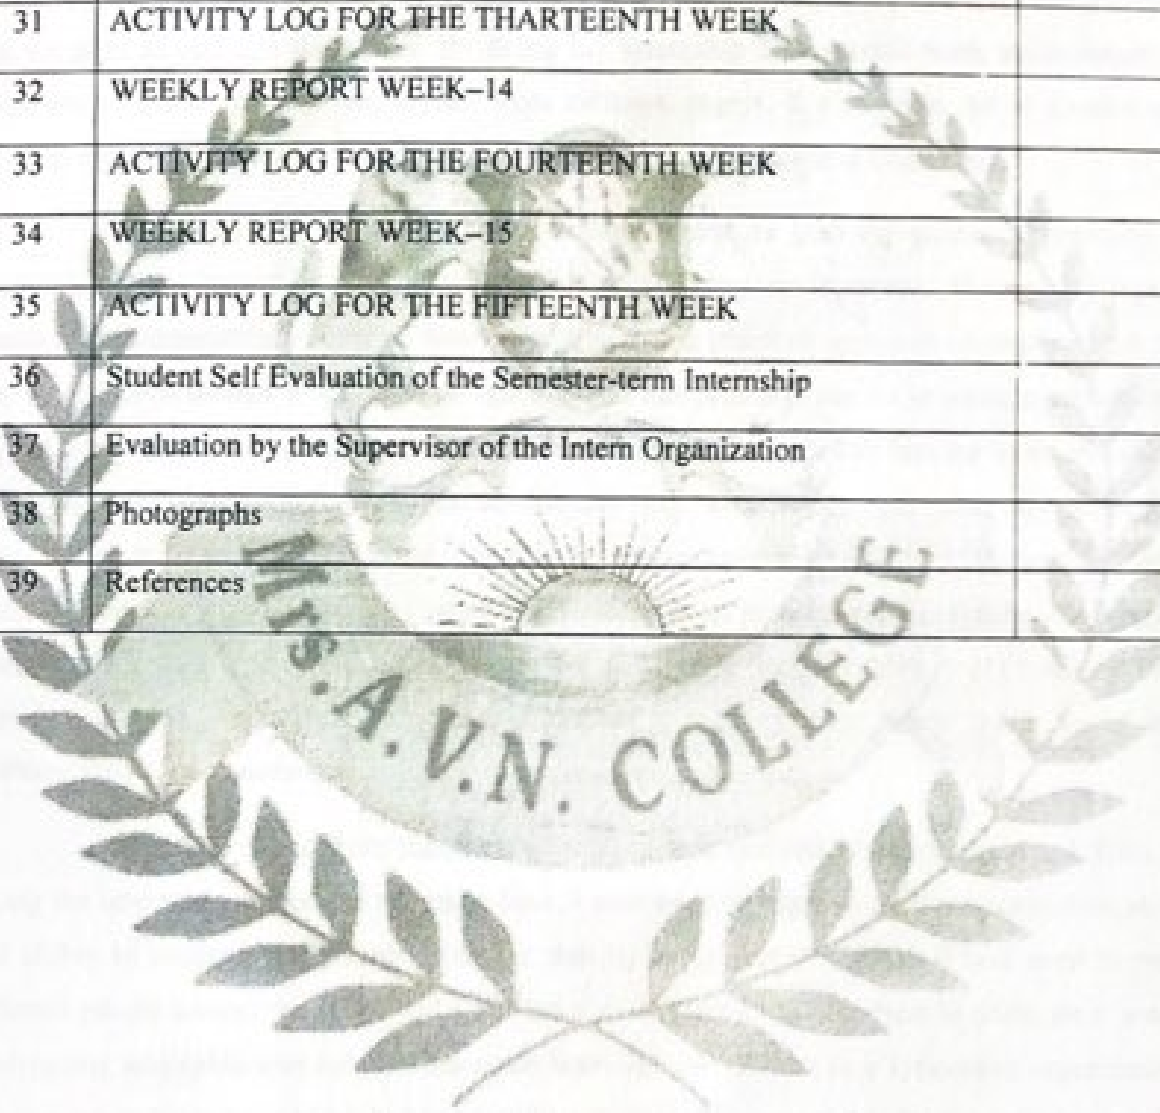 31 ACTIVITY LOG FOR THE THARTEENTH WEEK
32 WEEKLY REPORT WEEK–14
33 ACTIVITY LOG FOR THE FOURTEENTH WEEK
34 WEEKLY REPORT WEEK–15
35 ACTIVITY LOG FOR THE FIFTEENTH WEEK
36 Student Self Evaluation of the Semester-term Internship
37 Evaluation by the Supervisor of the Intern Organization
38 Photographs
39 References
Mrs. A.V.N. COLLEGE